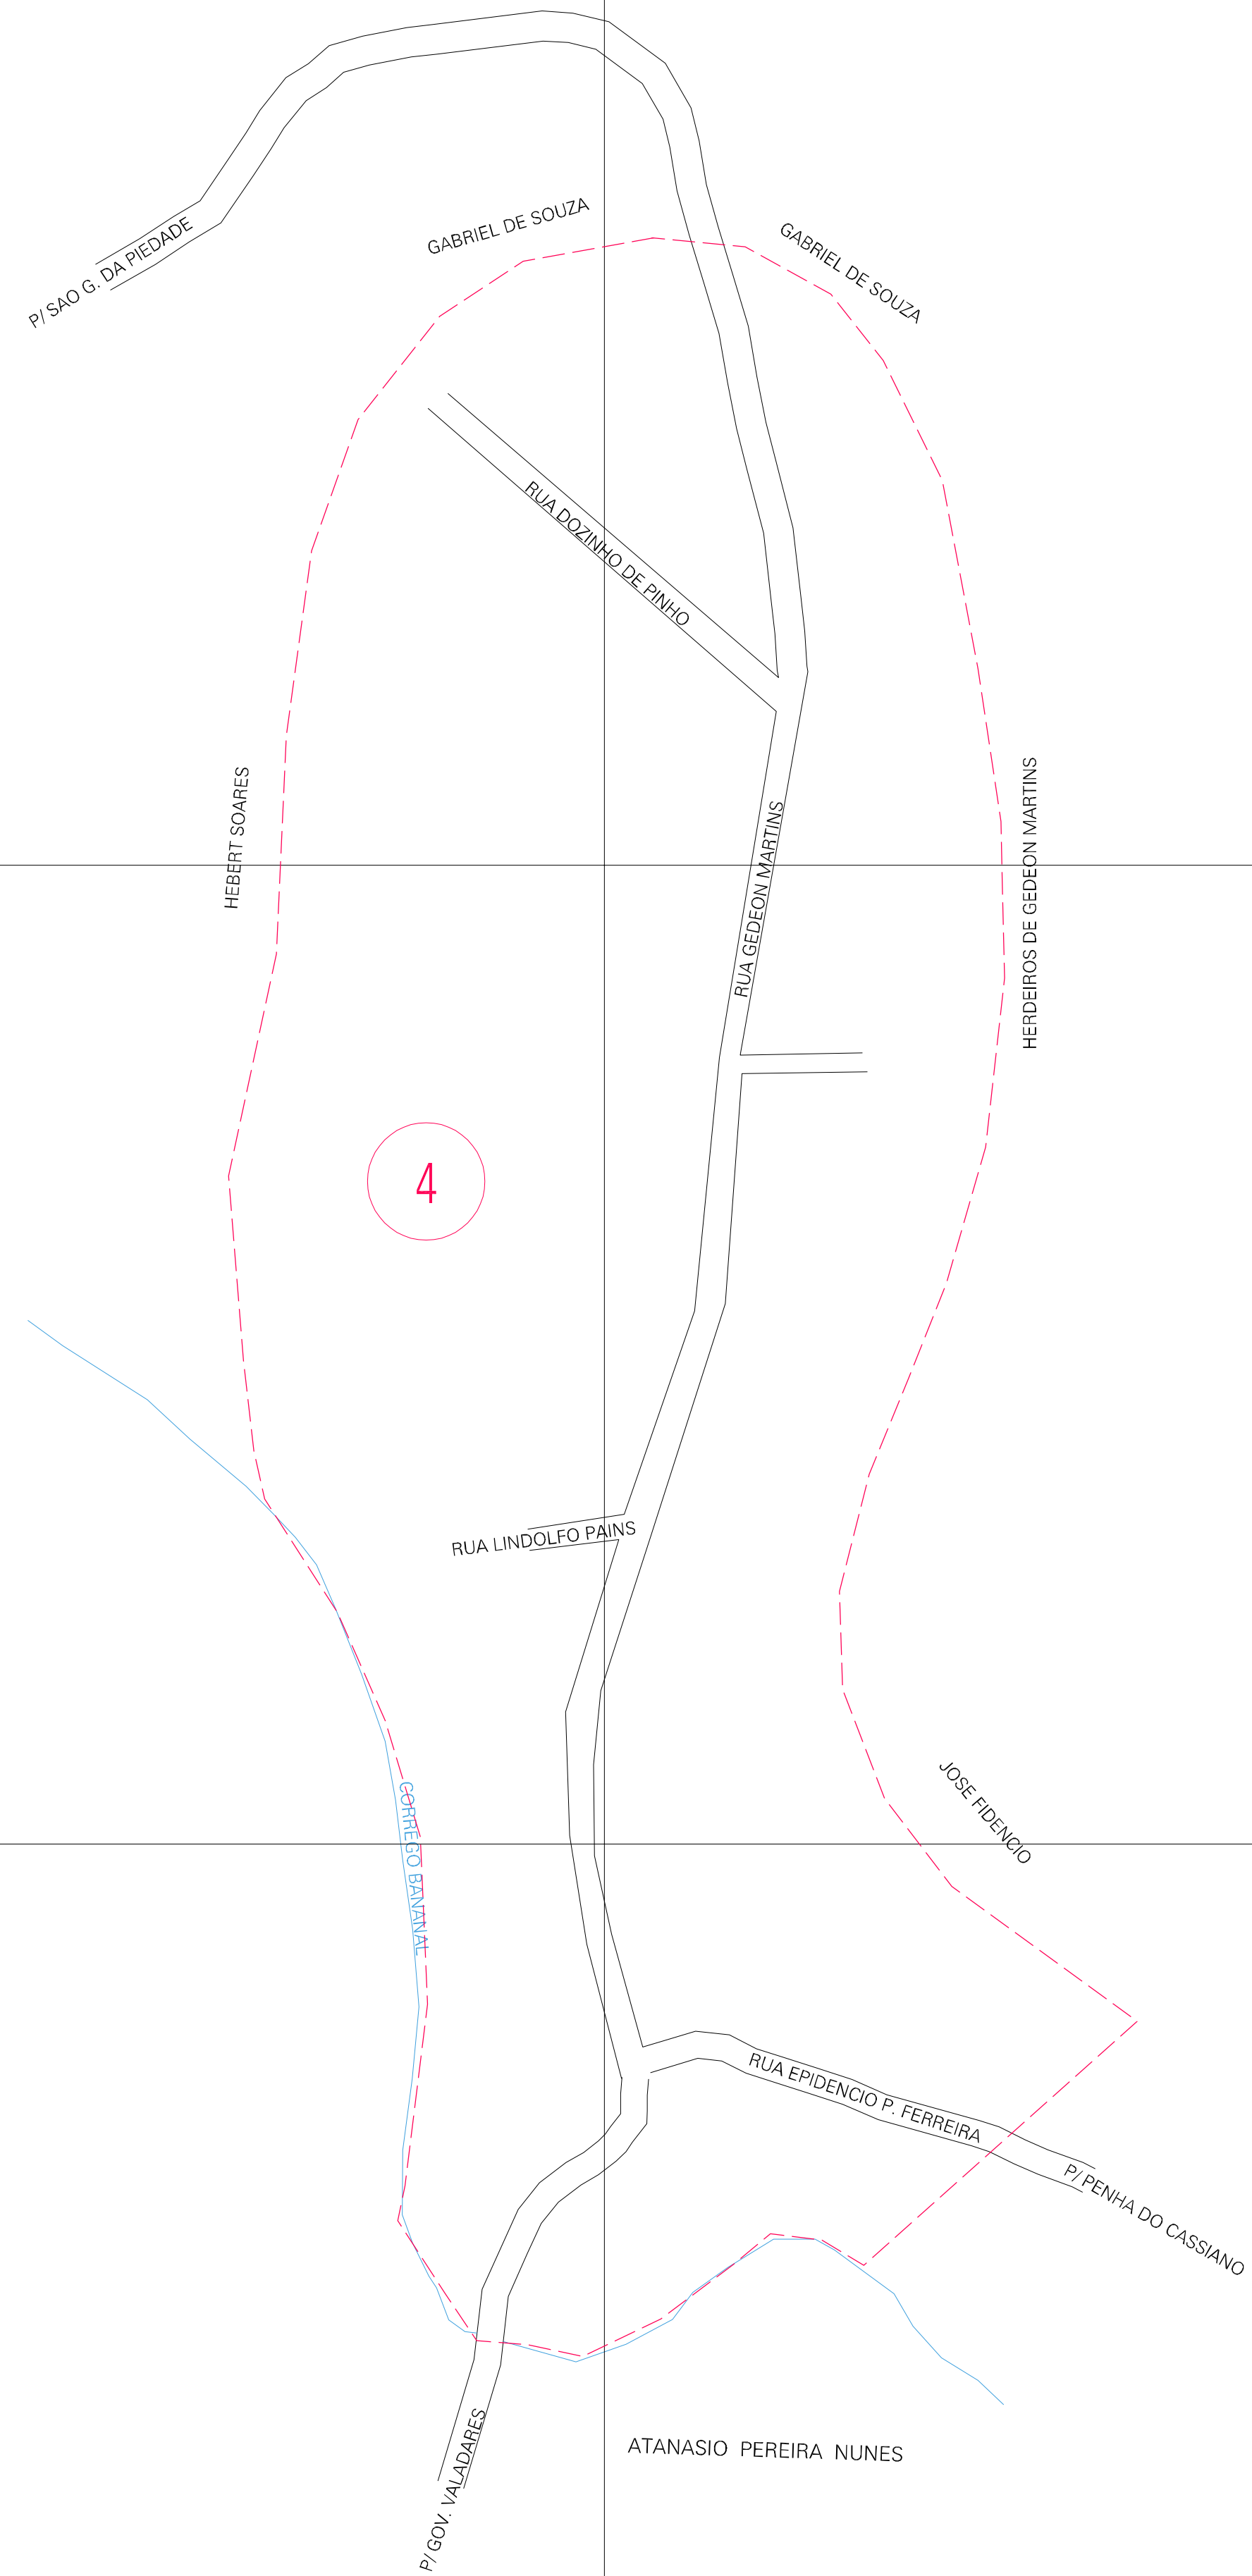 GABRIEL DE SOUZA
GABRIEL DE SOUZA
P/ SAO G. DA PIEDADE
RUA DOZINHO DE PINHO
HEBERT SOARES
RUA GEDEON MARTINS
HERDEIROS DE GEDEON MARTINS
4
RUA LINDOLFO PAINS
CORREGO BANANAL
JOSE FIDENCIO
RUA EPIDENCIO P. FERREIRA
P/ PENHA DO CASSIANO
P/ GOV. VALADARES
ATANASIO PEREIRA NUNES